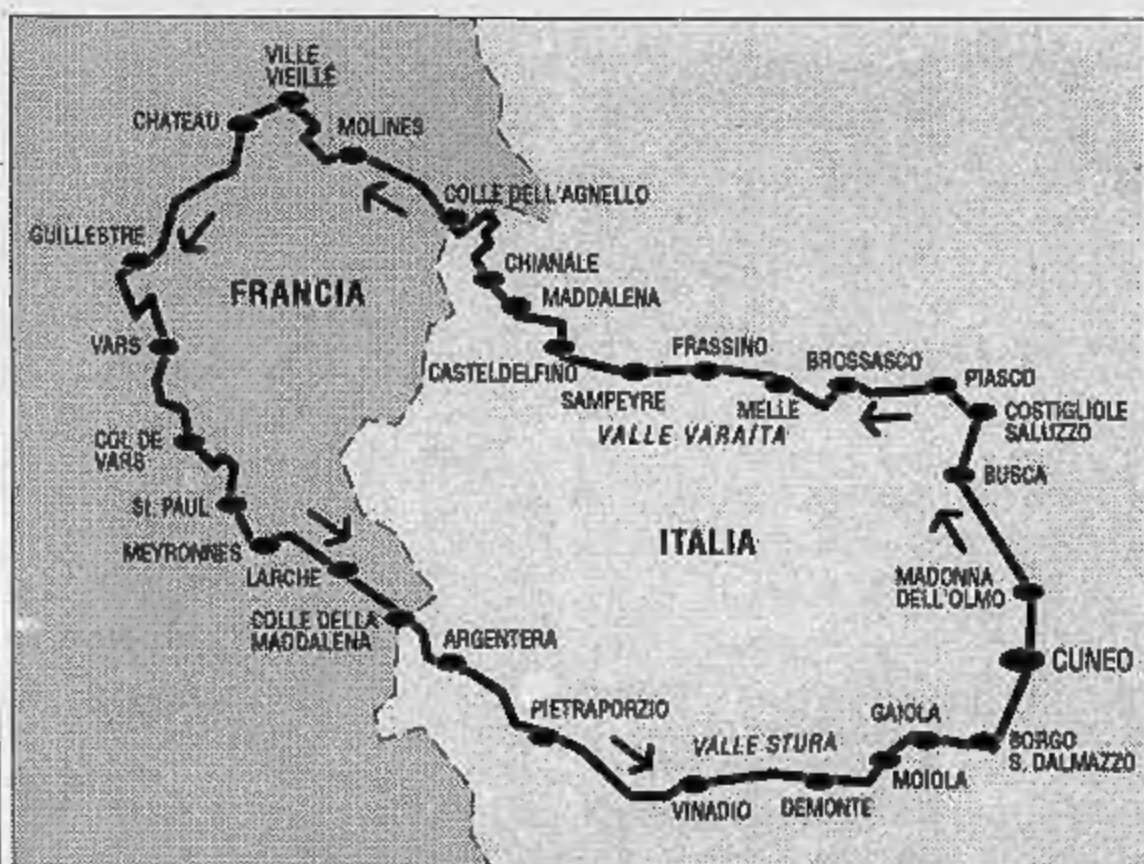 VILLE
VIEILLE
CHATEAU
MOLINES
COLLE DELL'AGNELLO
GUILLESTRE
CHIANALE
FRANCIA
MADDALENA
VARS
FRASSINO
BROSSASCO
CASTELDELFINO
PIASCO
SAMPEYRE
MELLE
COSTIGLIOLE
SALUZZO
VALLE VARAITA
COL DE
VARS
BUSCA
St. PAUL
ITALIA
MEYRONNES
LARCHE
MADONNA
DELL'OLMO
COLLE DELLA
MADDALENA
ARGENTERA
CUNEO
PIETRAPORZIO
GAIOLA
VALLE STURA
BORGO
S. DALMAZZO
MOIOLA
VINADIO
DEMONTE